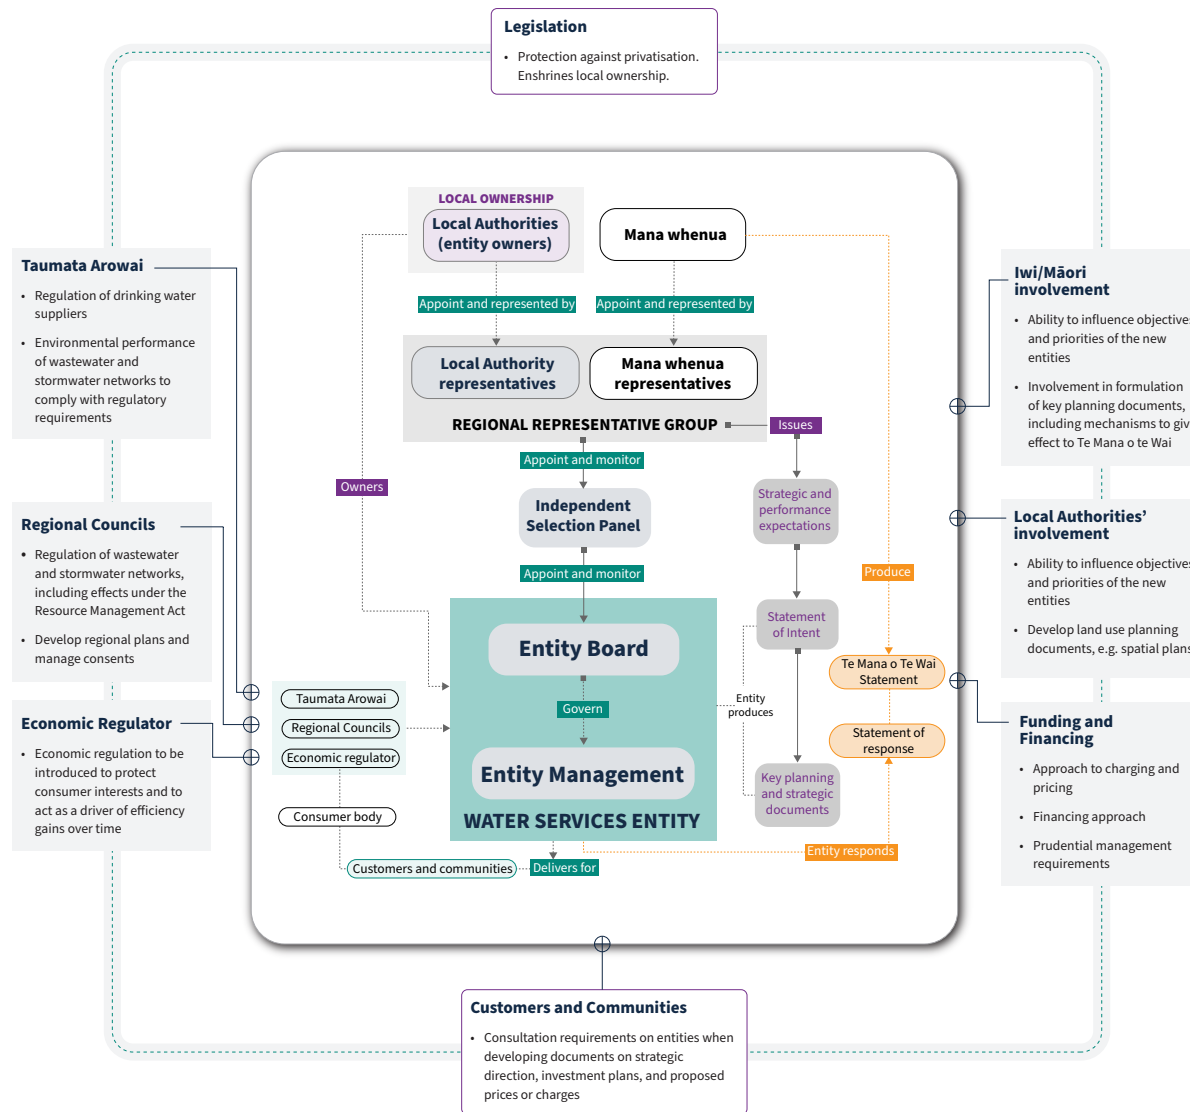 Legislation
• Protection against privatisation.
Enshrines local ownership.
LOCAL OWNERSHIP
Local Authorities
(entity owners)
Mana whenua
Appoint and represented by
Appoint and represented by
Local Authority
representatives
Mana whenua
representatives
REGIONAL REPRESENTATIVE GROUP
Issues
Appoint and monitor
Owners
Independent
Selection Panel
Strategic and
performance
expectations
Appoint and monitor
Produce
Entity Board
Statement
of Intent
Te Mana o Te Wai
Statement
Govern
Entity
produces
Statement of
response
Entity Management
Key planning
and strategic
documents
WATER SERVICES ENTITY
Entity responds
Taumata Arowai
Regional Councils
Economic regulator
Consumer body
Customers and communities
Delivers for
Taumata Arowai
• Regulation of drinking water
suppliers
• Environmental performance
of wastewater and
stormwater networks to
comply with regulatory
requirements
Regional Councils
• Regulation of wastewater
and stormwater networks,
including effects under the
Resource Management Act
• Develop regional plans and
manage consents
Economic Regulator
• Economic regulation to be
introduced to protect
consumer interests and to
act as a driver of efficiency
gains over time
Iwi/Māori
involvement
• Ability to influence objectives
and priorities of the new
entities
• Involvement in formulation
of key planning documents,
including mechanisms to giv
effect to Te Mana o te Wai
Local Authorities’
involvement
• Ability to influence objectives
and priorities of the new
entities
• Develop land use planning
documents, e.g. spatial plans
Funding and
Financing
• Approach to charging and
pricing
• Financing approach
• Prudential management
requirements
Customers and Communities
• Consultation requirements on entities when
developing documents on strategic
direction, investment plans, and proposed
prices or charges